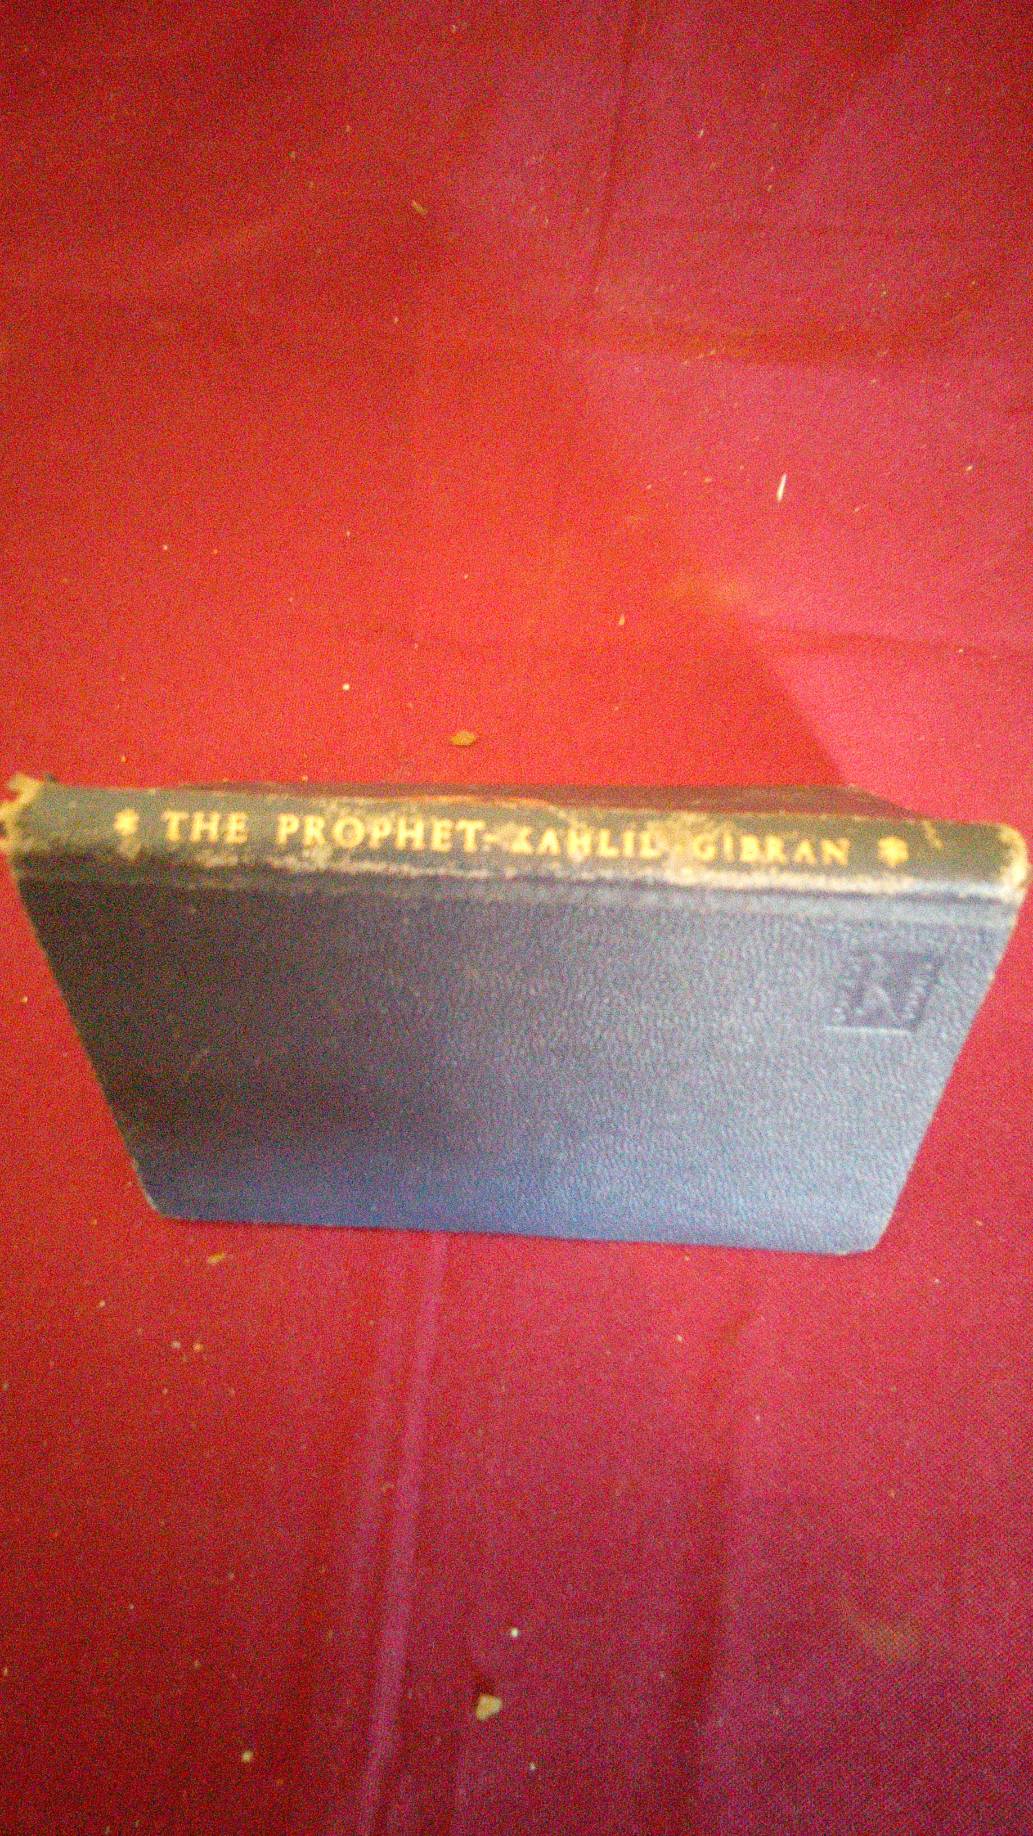 * THE PROPHET - KAHLIL GIBRAN *